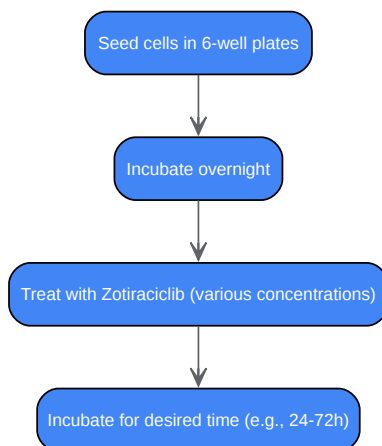 Seed cells in 6-well plates
Incubate overnight
Treat with Zotiraciclib (various concentrations)
Incubate for desired time (e.g., 24-72h)